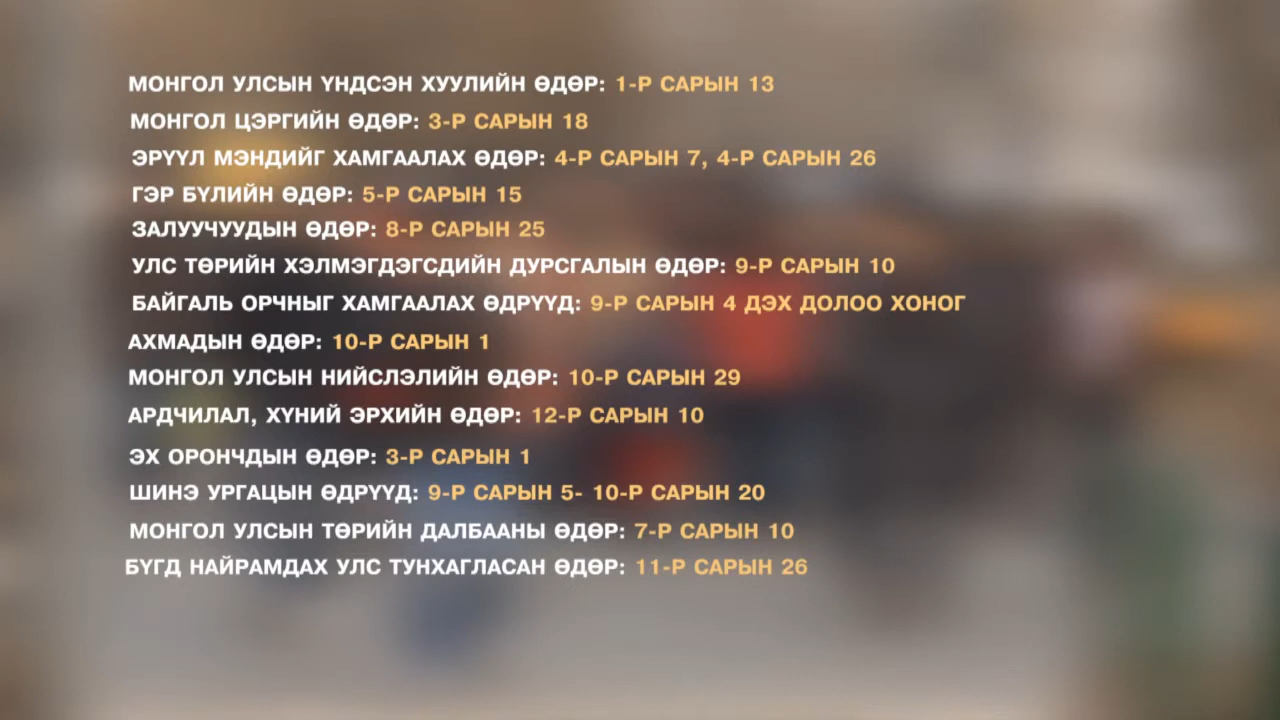 МОНГОЛ УЛСЫН ҮНДСЭН ХУУЛИЙН ӨДӨР: 1-Р САРЫН 13
МОНГОЛ ЦЭРГИЙН ӨДӨР: 3-Р САРЫН 18
ЭРҮҮЛ МЭНДИЙГ ХАМГААЛАХ ӨДӨР: 4-Р САРЫН 7, 4-Р САРЫН 26
ГЭР БҮЛИЙН ӨДӨР: 5-Р САРЫН 15
ЗАЛУУЧУУДЫН ӨДӨР: 8-Р САРЫН 25
УЛС ТӨРИЙН ХЭЛМЭГДЭГСДИЙН ДУРСГАЛЫН ӨДӨР: 9-Р САРЫН 10
БАЙГАЛЬ ОРЧНЫГ ХАМГААЛАХ ӨДРҮҮД: 9-Р САРЫН 4 ДЭХ ДОЛОО ХОНОГ
АХМАДЫН ӨДӨР: 10-Р САРЫН 1
МОНГОЛ УЛСЫН НИЙСЛЭЛИЙН ӨДӨР: 10-Р САРЫН 29
АРДЧИЛАЛ, ХҮНИЙ ЭРХИЙН ӨДӨР: 12-Р САРЫН 10
ЭХ ОРОНЧДЫН ӨДӨР: 3-Р САРЫН 1
ШИНЭ УРГАЦЫН ӨДРҮҮД: 9-Р САРЫН 5- 10-Р САРЫН 20
МОНГОЛ УЛСЫН ТӨРИЙН ДАЛБААНЫ ӨДӨР: 7-Р САРЫН 10
БҮГД НАЙРАМДАХ УЛС ТУНХАГЛАСАН ӨДӨР: 11-Р САРЫН 26